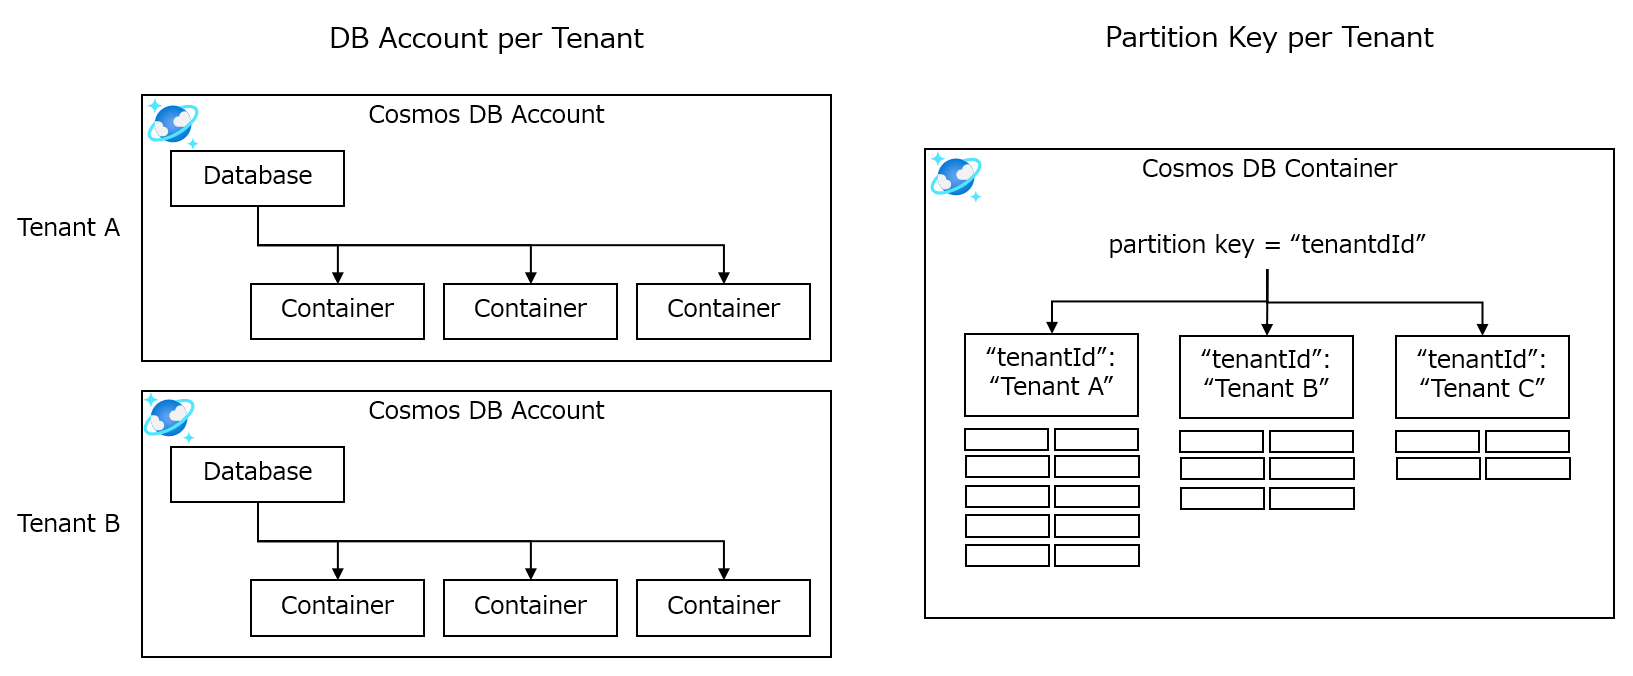 DB Account per Tenant
Tenant A
Cosmos DB Account
Database
Container
Container
Container
Tenant B
Cosmos DB Account
Database
Container
Container
Container
Partition Key per Tenant
Cosmos DB Container
partition key = “tenantdId”
“tenantId”:
“Tenant A”
“tenantId”:
“Tenant B”
“tenantId”:
“Tenant C”